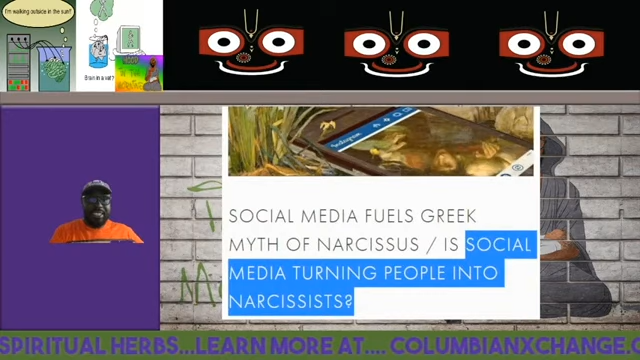 I'm walking outside in the sun!!
Brain in a vat?
Instagram
SOCIAL MEDIA FUELS GREEK
MYTH OF NARCISSUS / IS SOCIAL
MEDIA TURNING PEOPLE INTO
NARCISSISTS?
SPIRITUAL HERBS...LEARN MORE AT.... COLUMBIANXCHANGE.C